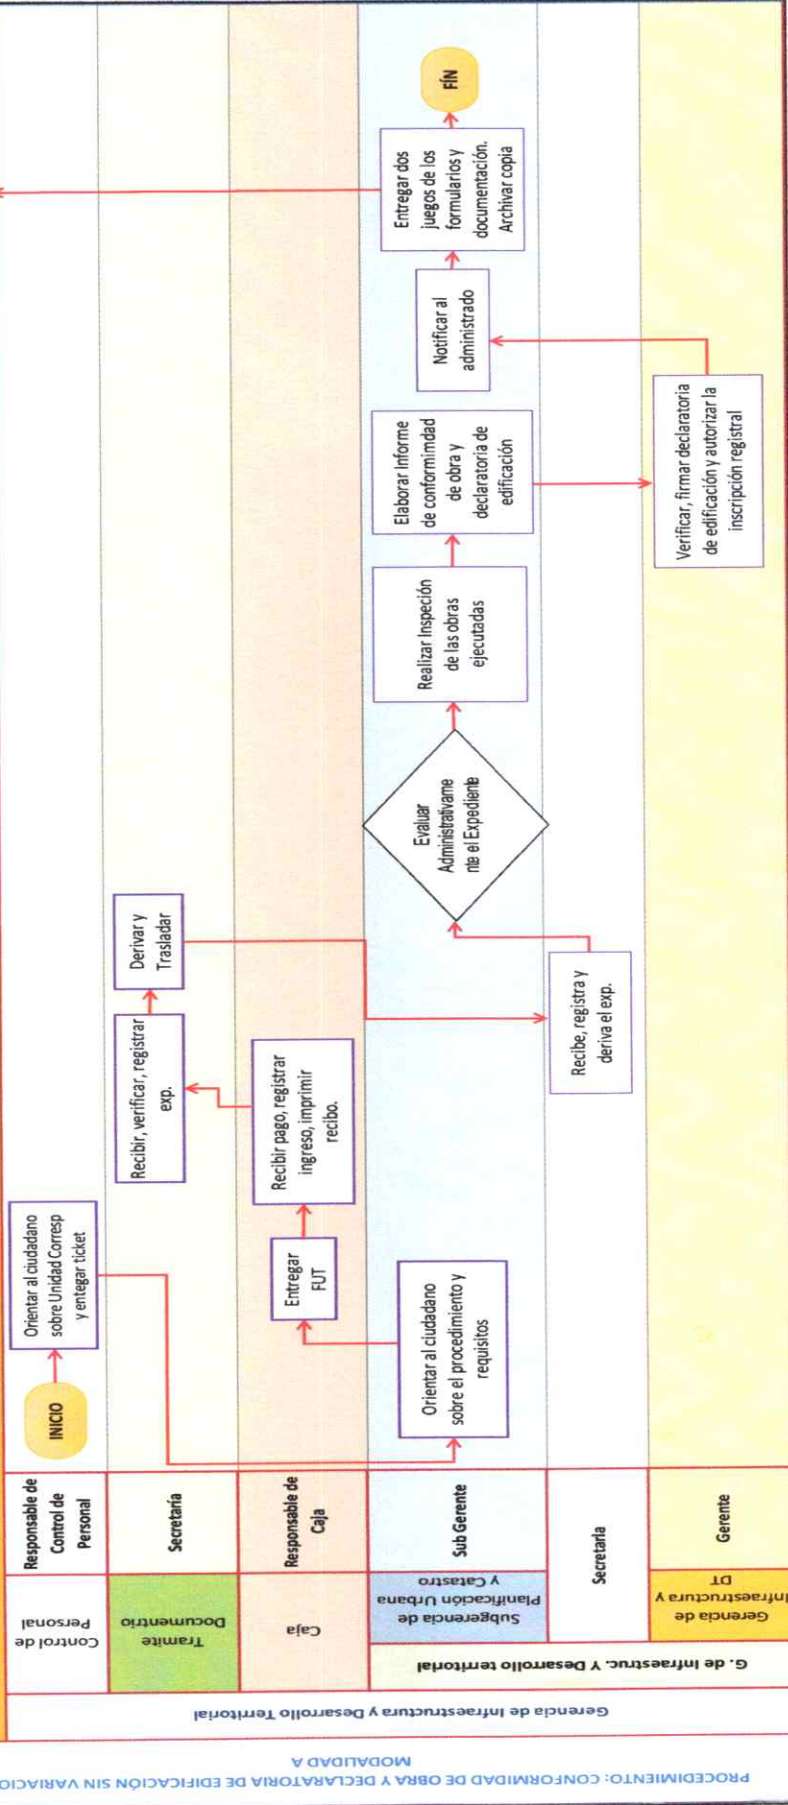 PROCEDIMIENTO: CONFORMIDAD DE OBRA Y DECLARATORIA DE EDIFICACIÓN SIN VARIACIO
MODALIDAD A
Gerencia de Infraestructura y Desarrollo Territorial
Control de
Personal
Responsable de
Control de
Personal
INICIO
Orientar al ciudadano
sobre Unidad Corresp
y entegar ticket
Tramite
Documentrio
Secretaría
Recibir, verificar, registrar
exp.
Derivar y
Trasladar
Caja
Responsable de
Caja
Entregar
FUT
Recibir pago, registrar
ingreso, imprimir
recibo.
G. de Infraestruc. Y Desarrollo territorial
Subgerencia de
Planificación Urbana
y Catastro
Sub Gerente
Orientar al ciudadano
sobre el procedimiento y
requisitos
Evaluar
Administrativame
nte el Expediente
Realizar Inspeción
de las obras
ejecutadas
Elaborar Informe
de conformimdad
de obra y
declaratoria de
edificación
Notificar al
administrado
Entregar dos
juegos de los
formularios y
documentación.
Archivar copia
FÍN
Secretaria
Recibe, registra y
deriva el exp.
Gerencia de
Infraestructura y
DT
Gerente
Verificar, firmar declaratoria
de edificación y autorizar la
inscripción registral